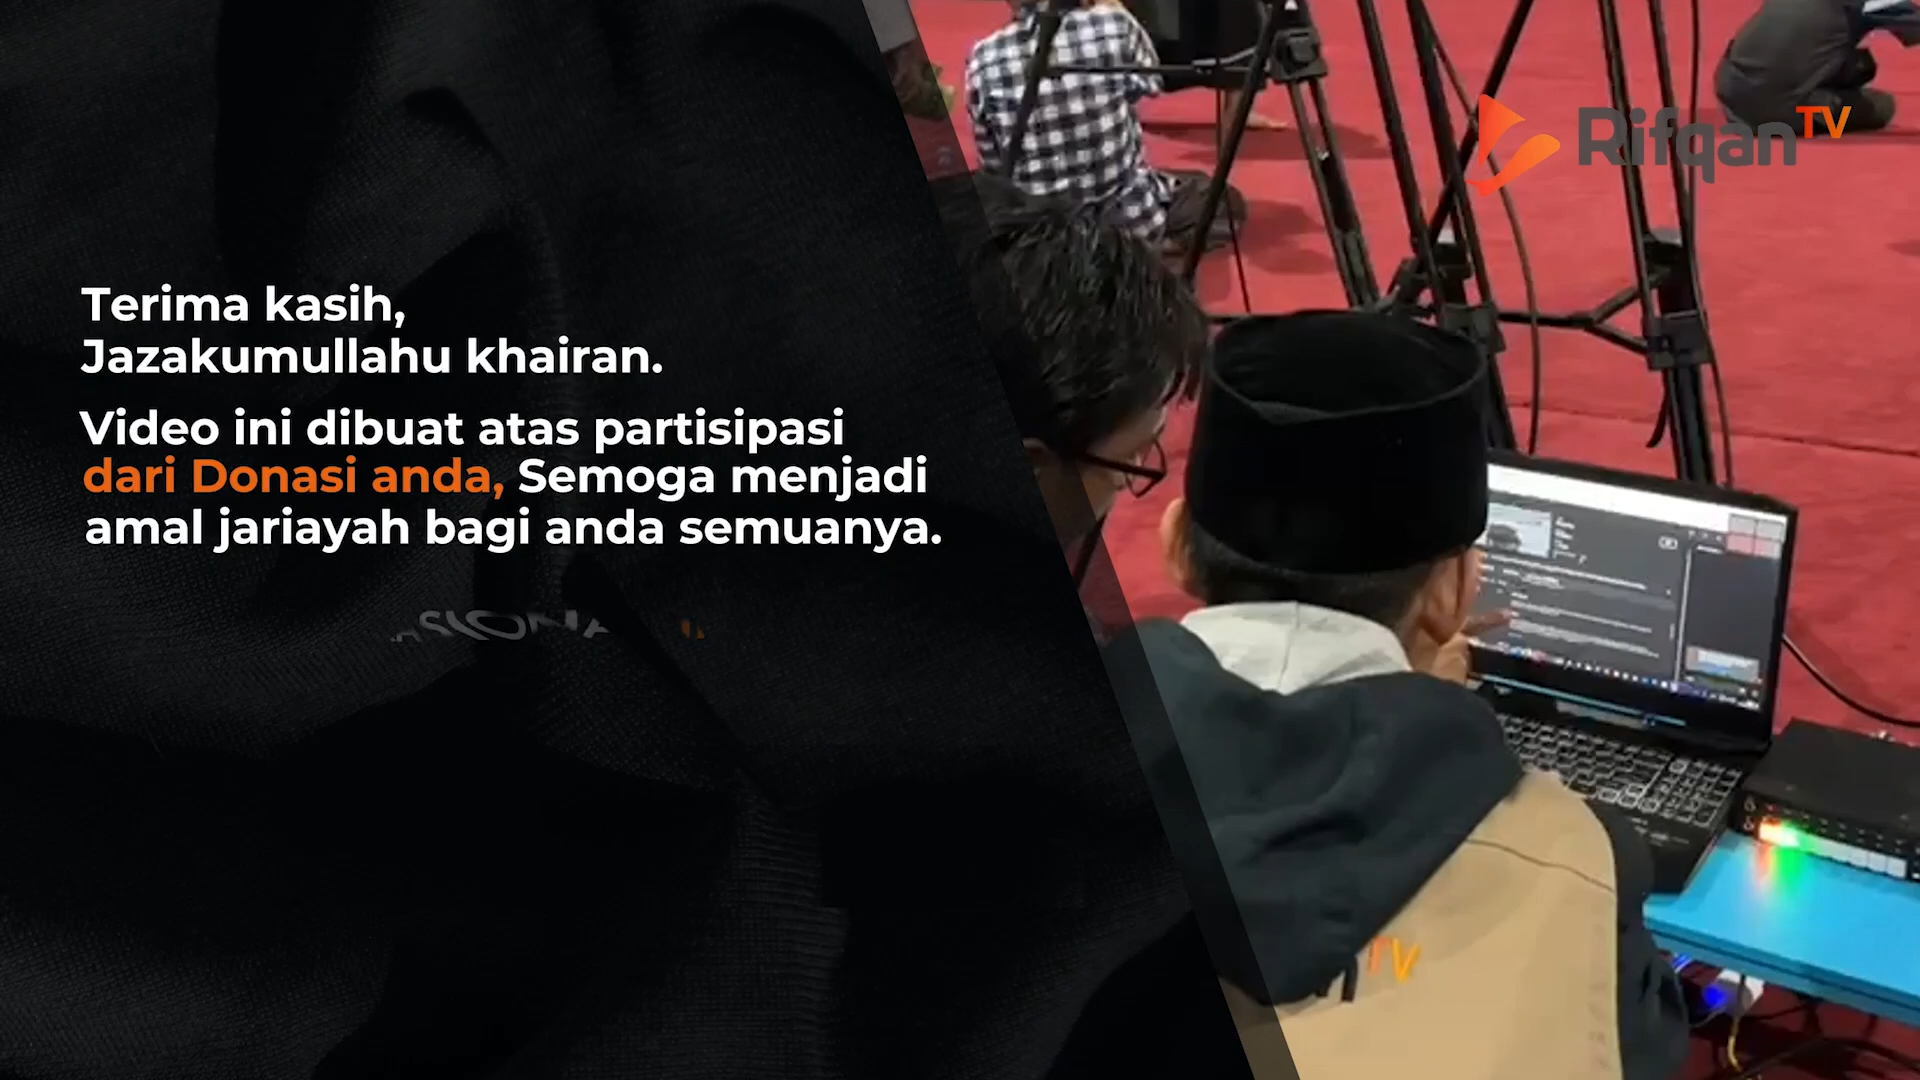 Terima kasih,
Jazakumullahu khairan.
Video ini dibuat atas partisipasi
dari Donasi anda, Semoga menjadi
amal jariayah bagi anda semuanya.
RifqanTV
TV